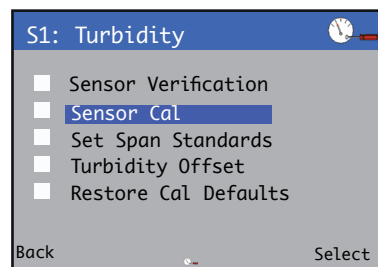 S1: Turbidity
Sensor Verification
Sensor Cal
Set Span Standards
Turbidity Offset
Restore Cal Defaults
Back Select